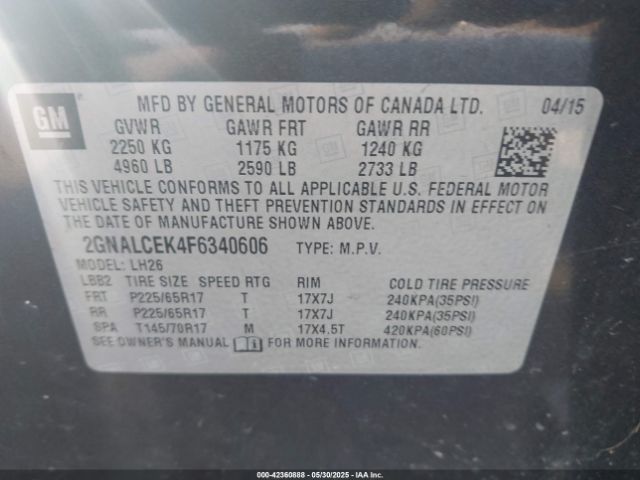 GM
MFD BY GENERAL MOTORS OF CANADA LTD. 04/15
GVWR GAWR FRT GAWR RR
2250 KG 1175 KG 1240 KG
4960 LB 2590 LB 2733 LB
THIS VEHICLE CONFORMS TO ALL APPLICABLE U.S. FEDERAL MOTOR
VEHICLE SAFETY AND THEFT PREVENTION STANDARDS IN EFFECT ON
THE DATE OF MANUFACTURE SHOWN ABOVE.
2GNALCEK4F6340606 TYPE: M.P.V.
MODEL: LH26
LBB2 TIRE SIZE SPEED RTG RIM COLD TIRE PRESSURE
FRT P225/65R17 T 17X7J 240KPA(35PSI)
RR P225/65R17 T 17X7J 240KPA(35PSI)
SPA T145/70R17 M 17X4.5T 420KPA(60PSI)
SEE OWNER'S MANUAL FOR MORE INFORMATION.
000-42360888 - 05/30/2025 - IAA Inc.